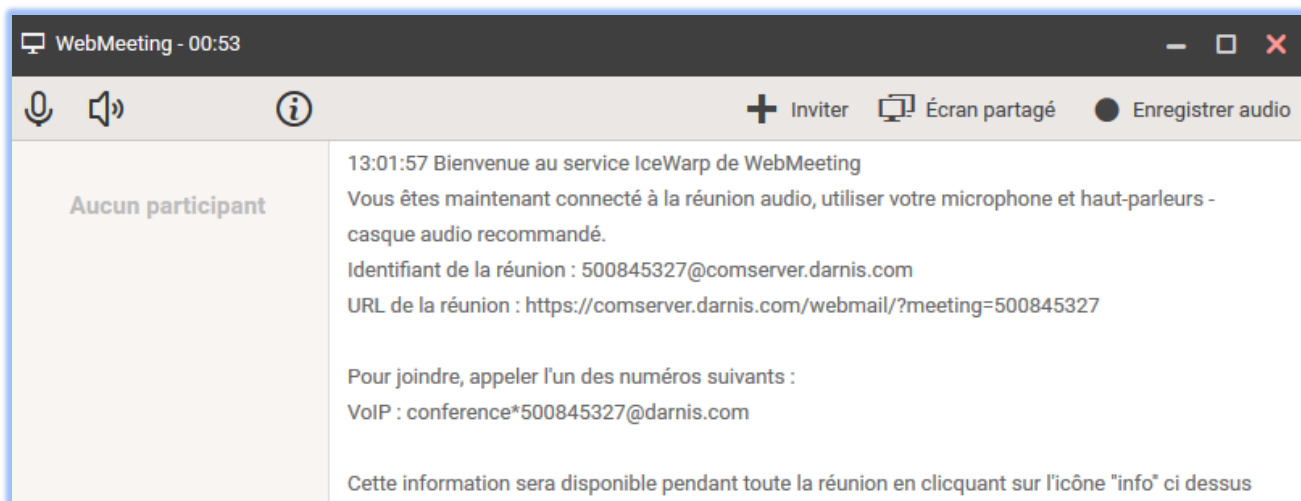 WebMeeting - 00:53
Inviter
Écran partagé
Enregistrer audio
Aucun participant
13:01:57 Bienvenue au service IceWarp de WebMeeting
Vous êtes maintenant connecté à la réunion audio, utiliser votre microphone et haut-parleurs -
casque audio recommandé.
Identifiant de la réunion : 500845327@comserver.darnis.com
URL de la réunion : https://comserver.darnis.com/webmail/?meeting=500845327
Pour joindre, appeler l'un des numéros suivants :
VoIP : conference*500845327@darnis.com
Cette information sera disponible pendant toute la réunion en clicquant sur l'icône "info" ci dessus